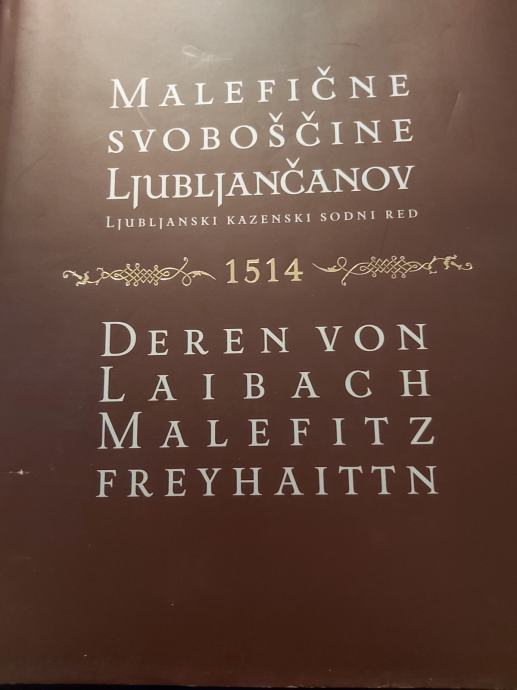 Malefične
svoboščine
Ljubljančanov
Ljubljanski kazenski sodni red
1514
Deren von
Laibach
Malefitz
freyhaittn